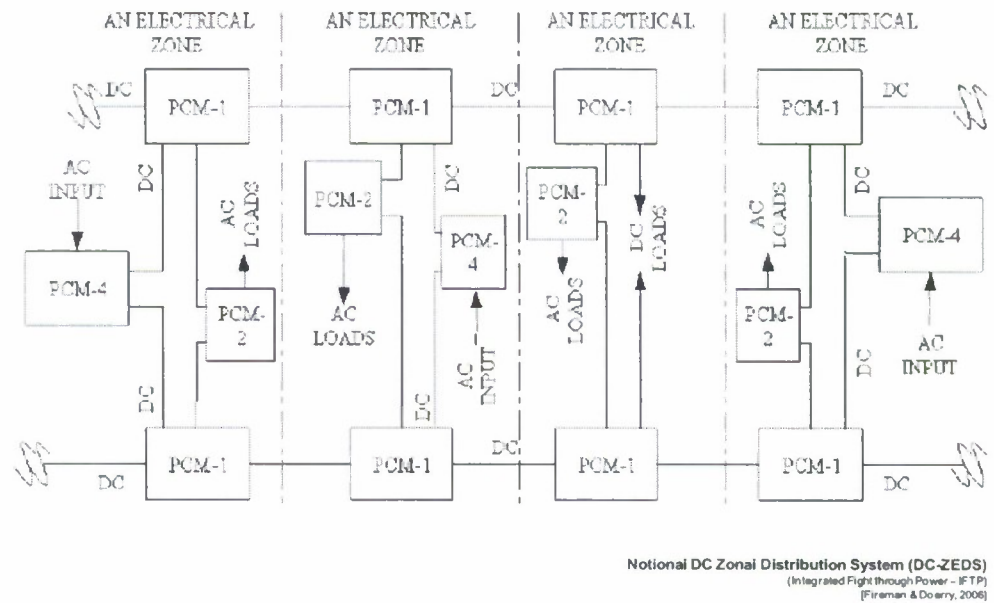 AN ELECTRICAL
ZONE
AN ELECTRICAL
ZONE
AN ELECTRICAL
ZONE
AN ELECTRICAL
ZONE
DC
PCM-1
PCM-1
DC
PCM-1
PCM-1
DC
AC
INPUT
DC
AC
LOADS
PCM-4
PCM-
2
DC
PCM-2
DC
PCM-
4
AC
LOADS
AC
INPUT
DC
PCM-
2
DC
LOADS
AC
LOADS
AC
LOADS
DC
PCM-4
PCM-
2
DC
AC
INPUT
DC
PCM-1
PCM-1
DC
PCM-1
PCM-1
DC
Notional DC Zonal Distribution System (DC-ZEDS)
(Integrated Fight through Power – IFTP)
[Fireman & Doerry, 2006]